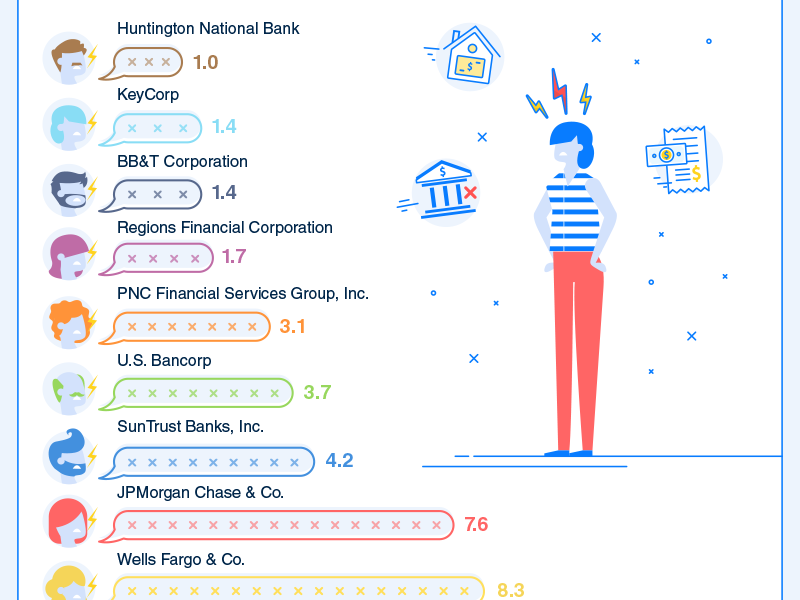 Huntington National Bank
1.0
KeyCorp
1.4
BB&T Corporation
1.4
Regions Financial Corporation
1.7
PNC Financial Services Group, Inc.
3.1
U.S. Bancorp
3.7
SunTrust Banks, Inc.
4.2
JPMorgan Chase & Co.
7.6
Wells Fargo & Co.
8.3
$
$
$
$